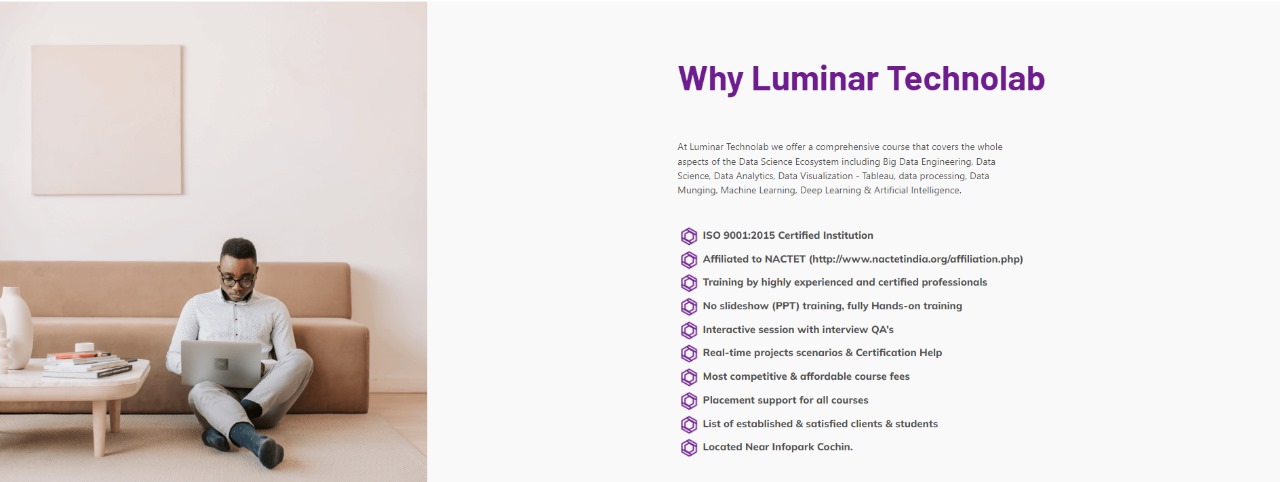 Why Luminar Technolab
At Luminar Technolab we offer a comprehensive course that covers the whole
aspects of the Data Science Ecosystem including Big Data Engineering, Data
Science, Data Analytics, Data Visualization - Tableau, data processing, Data
Munging, Machine Learning, Deep Learning & Artificial Intelligence.
ISO 9001:2015 Certified Institution
Affiliated to NACTET (http://www.nactetindia.org/affiliation.php)
Training by highly experienced and certified professionals
No slideshow (PPT) training, fully Hands-on training
Interactive session with interview QA's
Real-time projects scenarios & Certification Help
Most competitive & affordable course fees
Placement support for all courses
List of established & satisfied clients & students
Located Near Infopark Cochin.